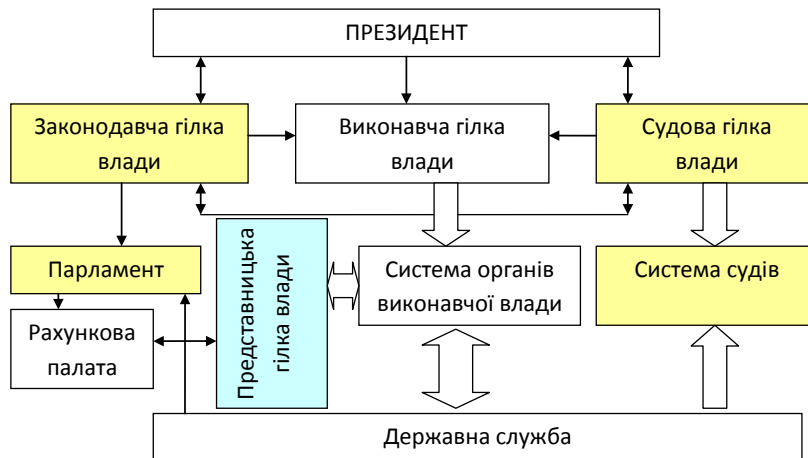 ПРЕЗИДЕНТ
Законодавча гілка
влади
Виконавча гілка
влади
Судова гілка
влади
Парламент
Рахункова
палата
Представницька
гілка влади
Система органів
виконавчої влади
Система судів
Державна служба